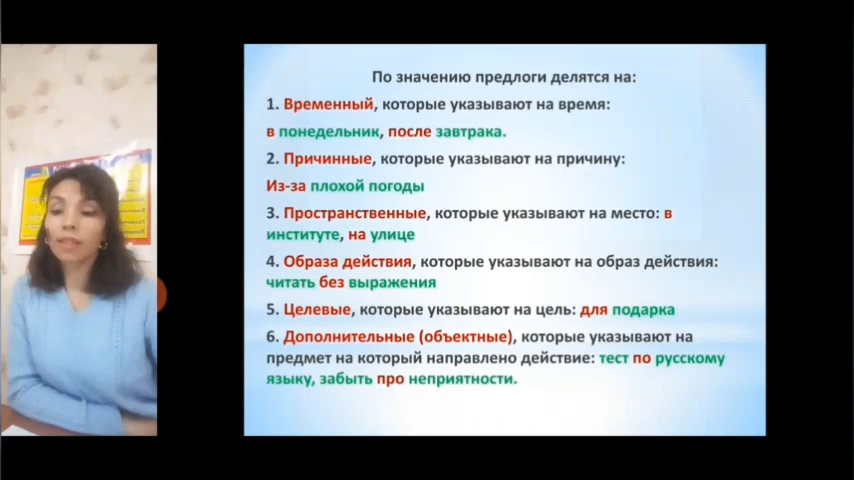 По значению предлоги делятся на:
1. Временный, которые указывают на время:
в понедельник, после завтрака.
2. Причинные, которые указывают на причину:
Из-за плохой погоды
3. Пространственные, которые указывают на место: в
институте, на улице
4. Образа действия, которые указывают на образ действия:
читать без выражения
5. Целевые, которые указывают на цель: для подарка
6. Дополнительные (объектные), которые указывают на
предмет на который направлено действие: тест по русскому
языку, забыть про неприятности.